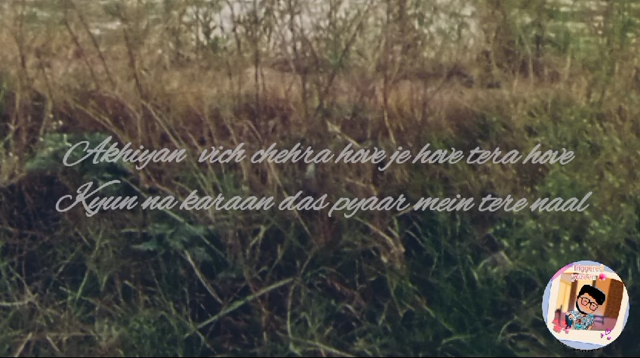 Akhiyan vich chehra hove je hove tera hove
Kyun na karaan das pyaar mein tere naal